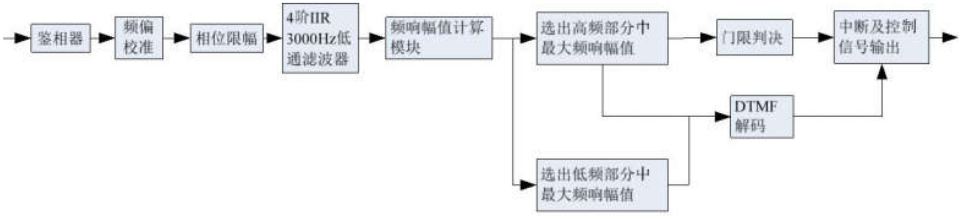 鉴相器
频偏
校准
相位限幅
4阶IIR
3000Hz低
通滤波器
频响幅值计算
模块
选出高频部分中
最大频响幅值
门限判决
中断及控制
信号输出
DTMF
解码
选出低频部分中
最大频响幅值